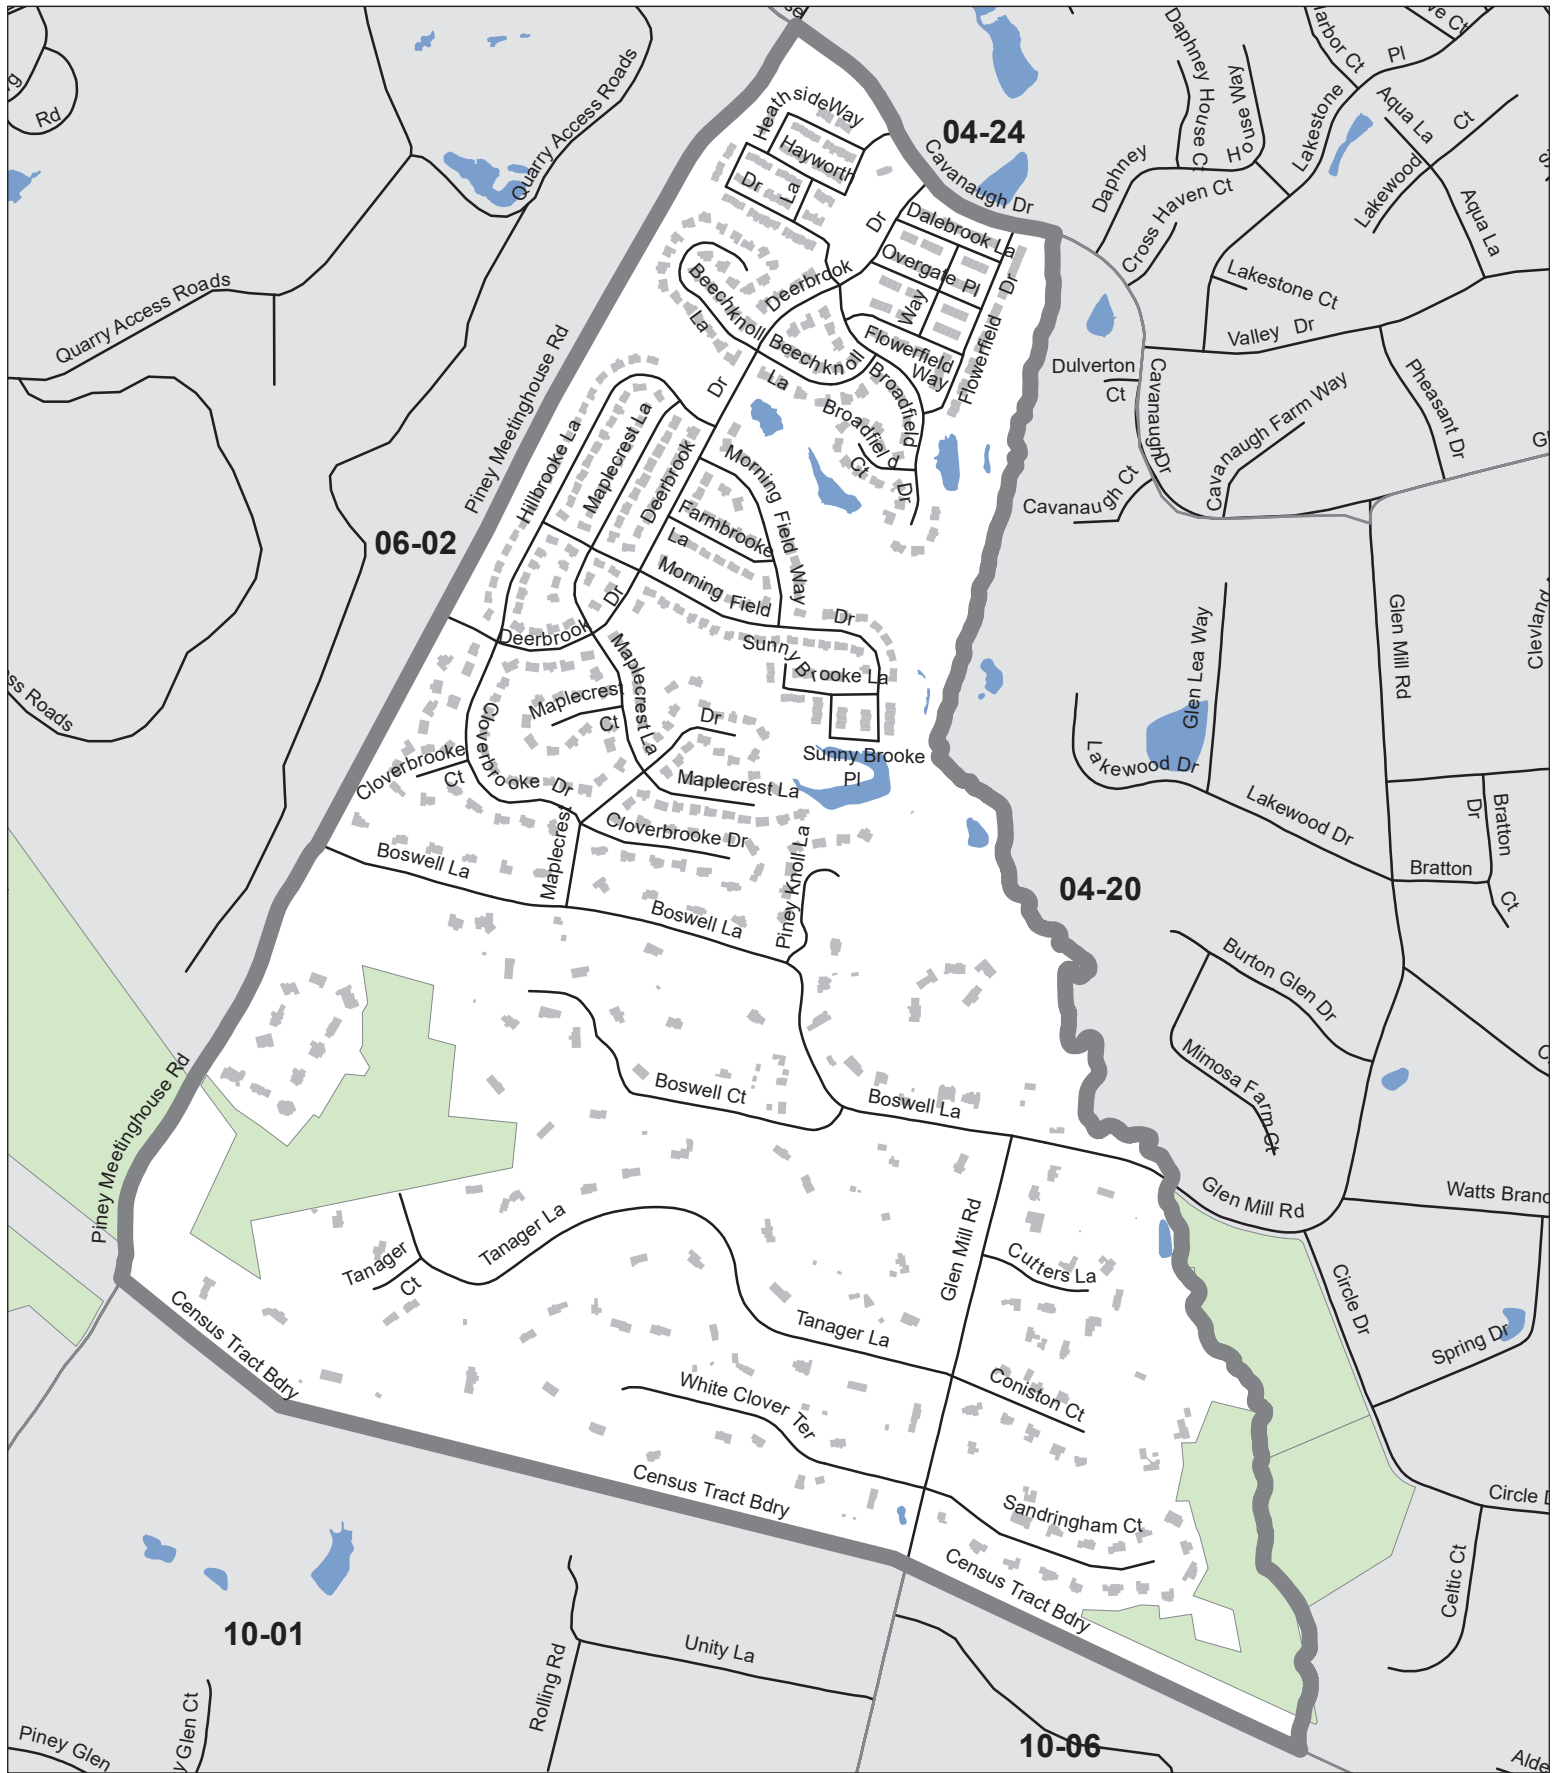 Rd
Quarry Access Roads
Quarry Access Roads
Piney Meetinghouse Rd
06-02
04-24
Cavanaugh Dr
HeathsideWay
Hayworth
Dr
La
Dr
Dalebrook La
Overgate Pl
Way
Dr
Flowerfield
Flowerfield
Way
Deerbrook
Beechknoll
La
Beechknoll
La
Dr
Broadfield
Broadfield
Ct
Dr
Daphney House Ct
House Way
Daphney
Cross Haven Ct
Lakestone
Pl
Aqua La
Lakewood
Ct
Aqua La
Lakestone Ct
Valley Dr
Dulverton
Ct
Cavanaugh Dr
Cavanaugh Farm Way
Cavanaugh Ct
Pheasant Dr
Hillbrooke La
Maplecrest La
Deerbrook
Morning Field Way
Farmbrooke
La
Morning Field
Dr
Dr
Deerbrook
Sunny Brooke La
Sunny Brooke
Pl
Maplecrest La
Maplecrest
Ct
Dr
Maplecrest La
Cloverbrooke Dr
Cloverbrooke
Ct
Cloverbrooke Dr
Maplecrest
Piney Knoll La
Boswell La
Boswell La
Boswell Ct
Boswell La
04-20
Glen Lea Way
Glen Mill Rd
Lakewood Dr
Lakewood Dr
Dr
Bratton
Bratton
Ct
Burton Glen Dr
Mimosa Farm Ct
Glen Mill Rd
Circle Dr
Spring Dr
Celtic Ct
Piney Meetinghouse Rd
Tanager
Ct
Tanager La
Tanager La
Glen Mill Rd
Cutters La
Coniston Ct
White Clover Ter
Sandringham Ct
Census Tract Bdry
Census Tract Bdry
Census Tract Bdry
10-01
Unity La
Rolling Rd
10-06
Piney Glen